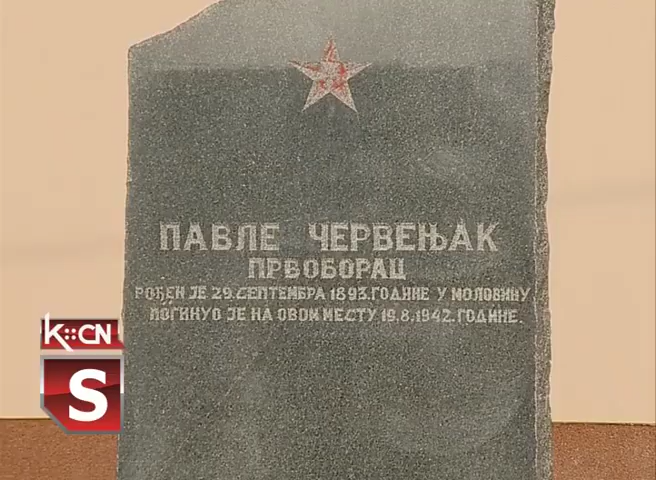 ПАВЛЕ ЧЕРВЕЊАК
ПРВОБОРАЦ
РОЂЕН ЈЕ 29.СЕПТЕМБРА 1893.ГОДИНЕ У МОЛОВИНУ
ПОГИНУО ЈЕ НА ОВОМ МЕСТУ 19.8.1942.ГОДИНЕ.
K::CN
S